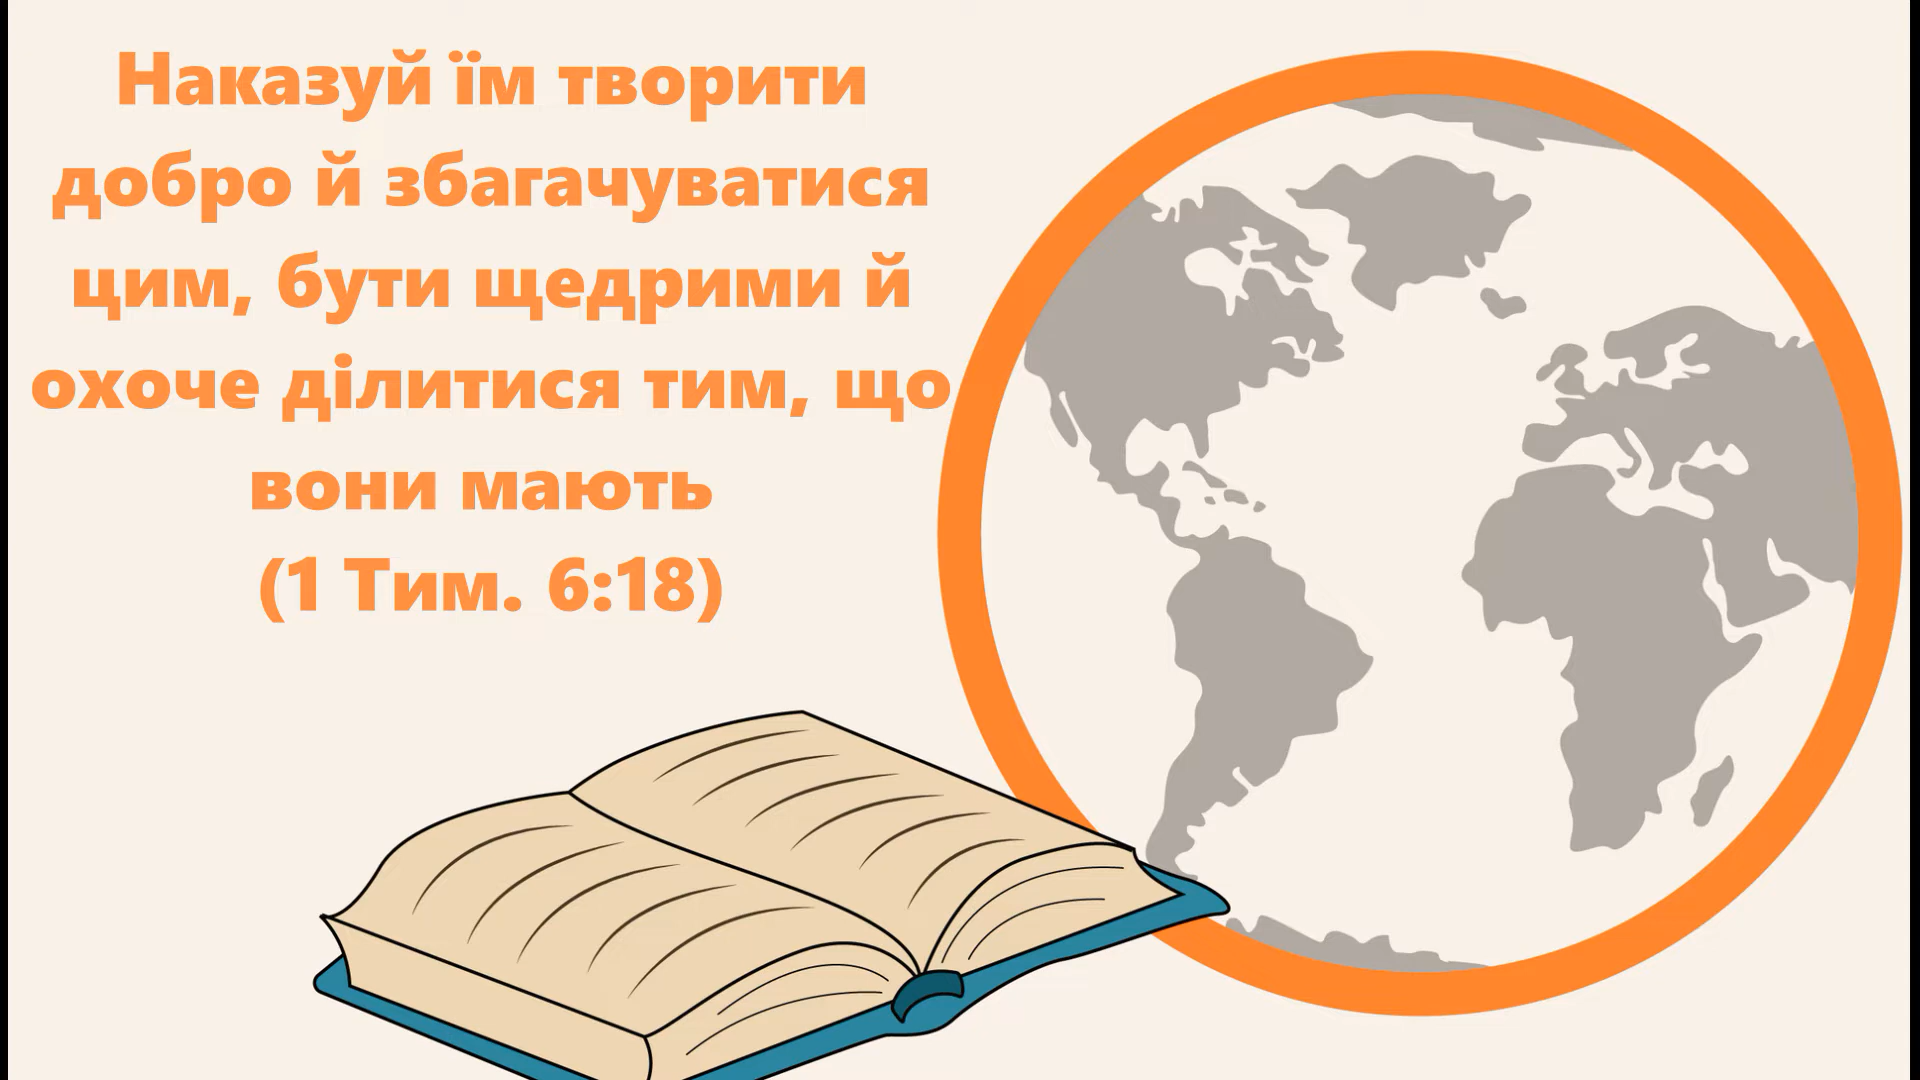 Наказуй їм творити
добро й збагачуватися
цим, бути щедрими й
охоче ділитися тим, що
вони мають
(1 Тим. 6:18)